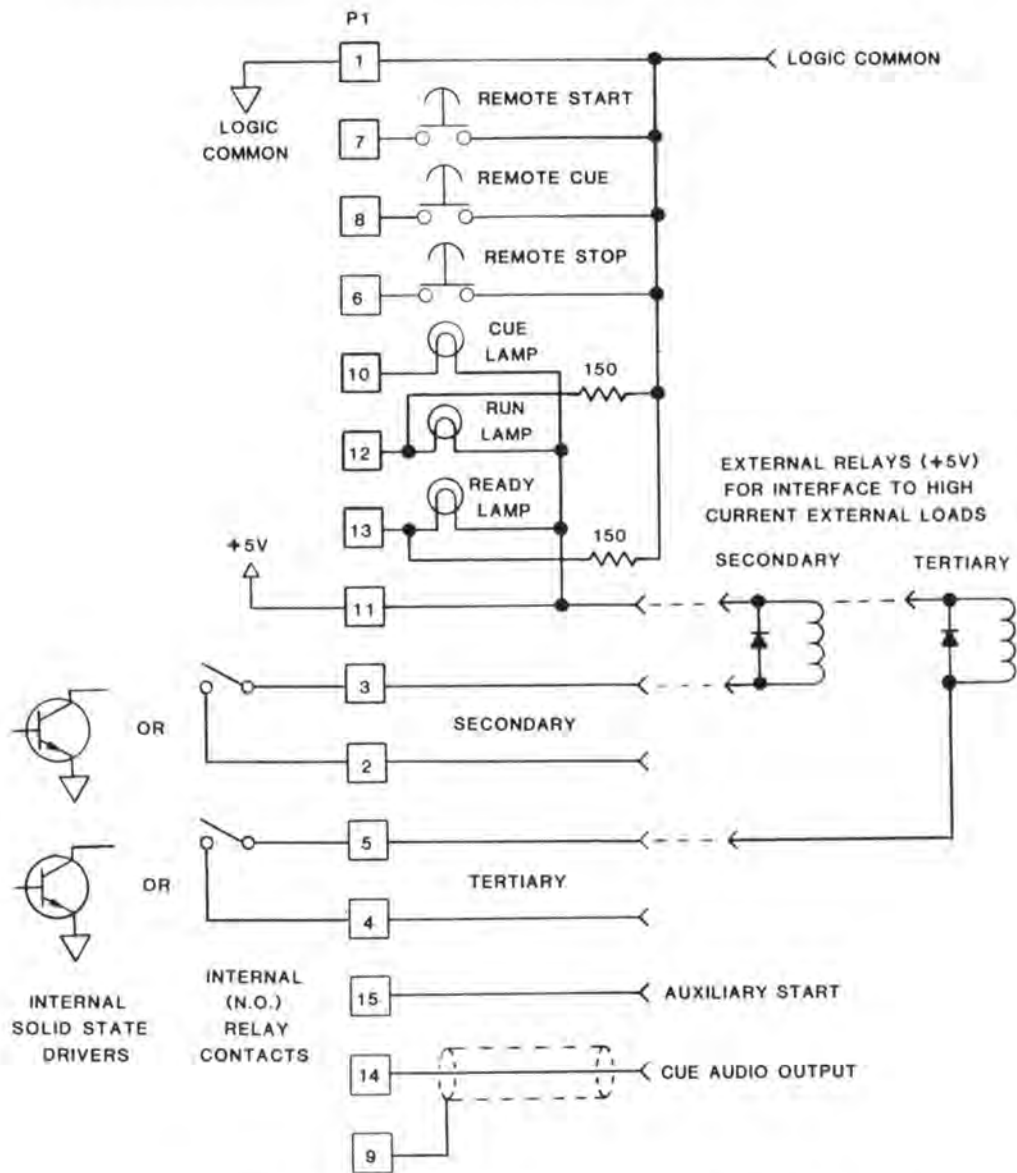 P1
1
LOGIC COMMON
LOGIC
COMMON
REMOTE START
7
REMOTE CUE
8
REMOTE STOP
6
CUE
LAMP
10
150
RUN
LAMP
12
READY
LAMP
13
150
+5V
11
EXTERNAL RELAYS (+5V)
FOR INTERFACE TO HIGH
CURRENT EXTERNAL LOADS
SECONDARY
TERTIARY
3
OR
SECONDARY
2
5
OR
TERTIARY
4
INTERNAL
SOLID STATE
DRIVERS
INTERNAL
(N.O.)
RELAY
CONTACTS
15
AUXILIARY START
14
CUE AUDIO OUTPUT
9